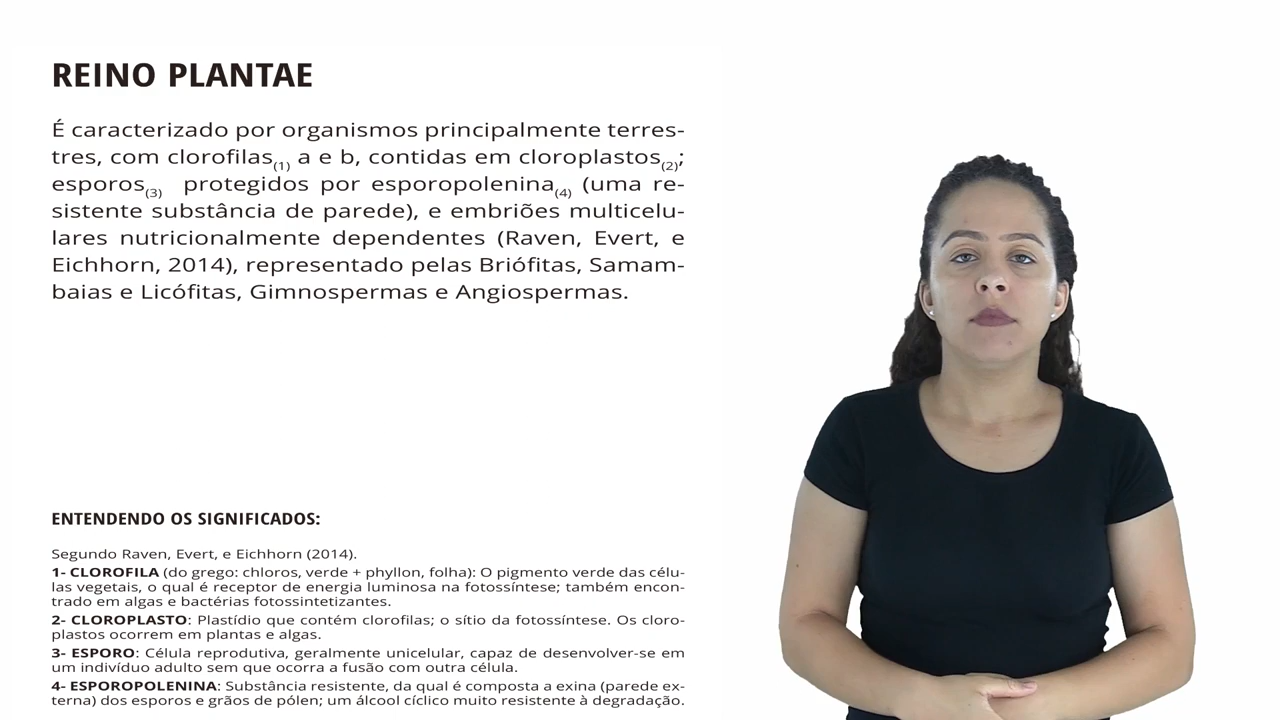 REINO PLANTAE
É caracterizado por organismos principalmente terres-
tres, com clorofilas(1) a e b, contidas em cloroplastos(2);
esporos(3) protegidos por esporopolenina(4) (uma re-
sistente substância de parede), e embriões multicelu-
lares nutricionalmente dependentes (Raven, Evert, e
Eichhorn, 2014), representado pelas Briófitas, Samam-
baias e Licófitas, Gimnospermas e Angiospermas.
ENTENDENDO OS SIGNIFICADOS:
Segundo Raven, Evert, e Eichhorn (2014).
1- CLOROFILA (do grego: chloros, verde + phyllon, folha): O pigmento verde das célu-
las vegetais, o qual é receptor de energia luminosa na fotossíntese; também encon-
trado em algas e bactérias fotossintetizantes.
2- CLOROPLASTO: Plastídio que contém clorofilas; o sítio da fotossíntese. Os cloro-
plastos ocorrem em plantas e algas.
3- ESPORO: Célula reprodutiva, geralmente unicelular, capaz de desenvolver-se em
um indivíduo adulto sem que ocorra a fusão com outra célula.
4- ESPOROPOLENINA: Substância resistente, da qual é composta a exina (parede ex-
terna) dos esporos e grãos de pólen; um álcool cíclico muito resistente à degradação.